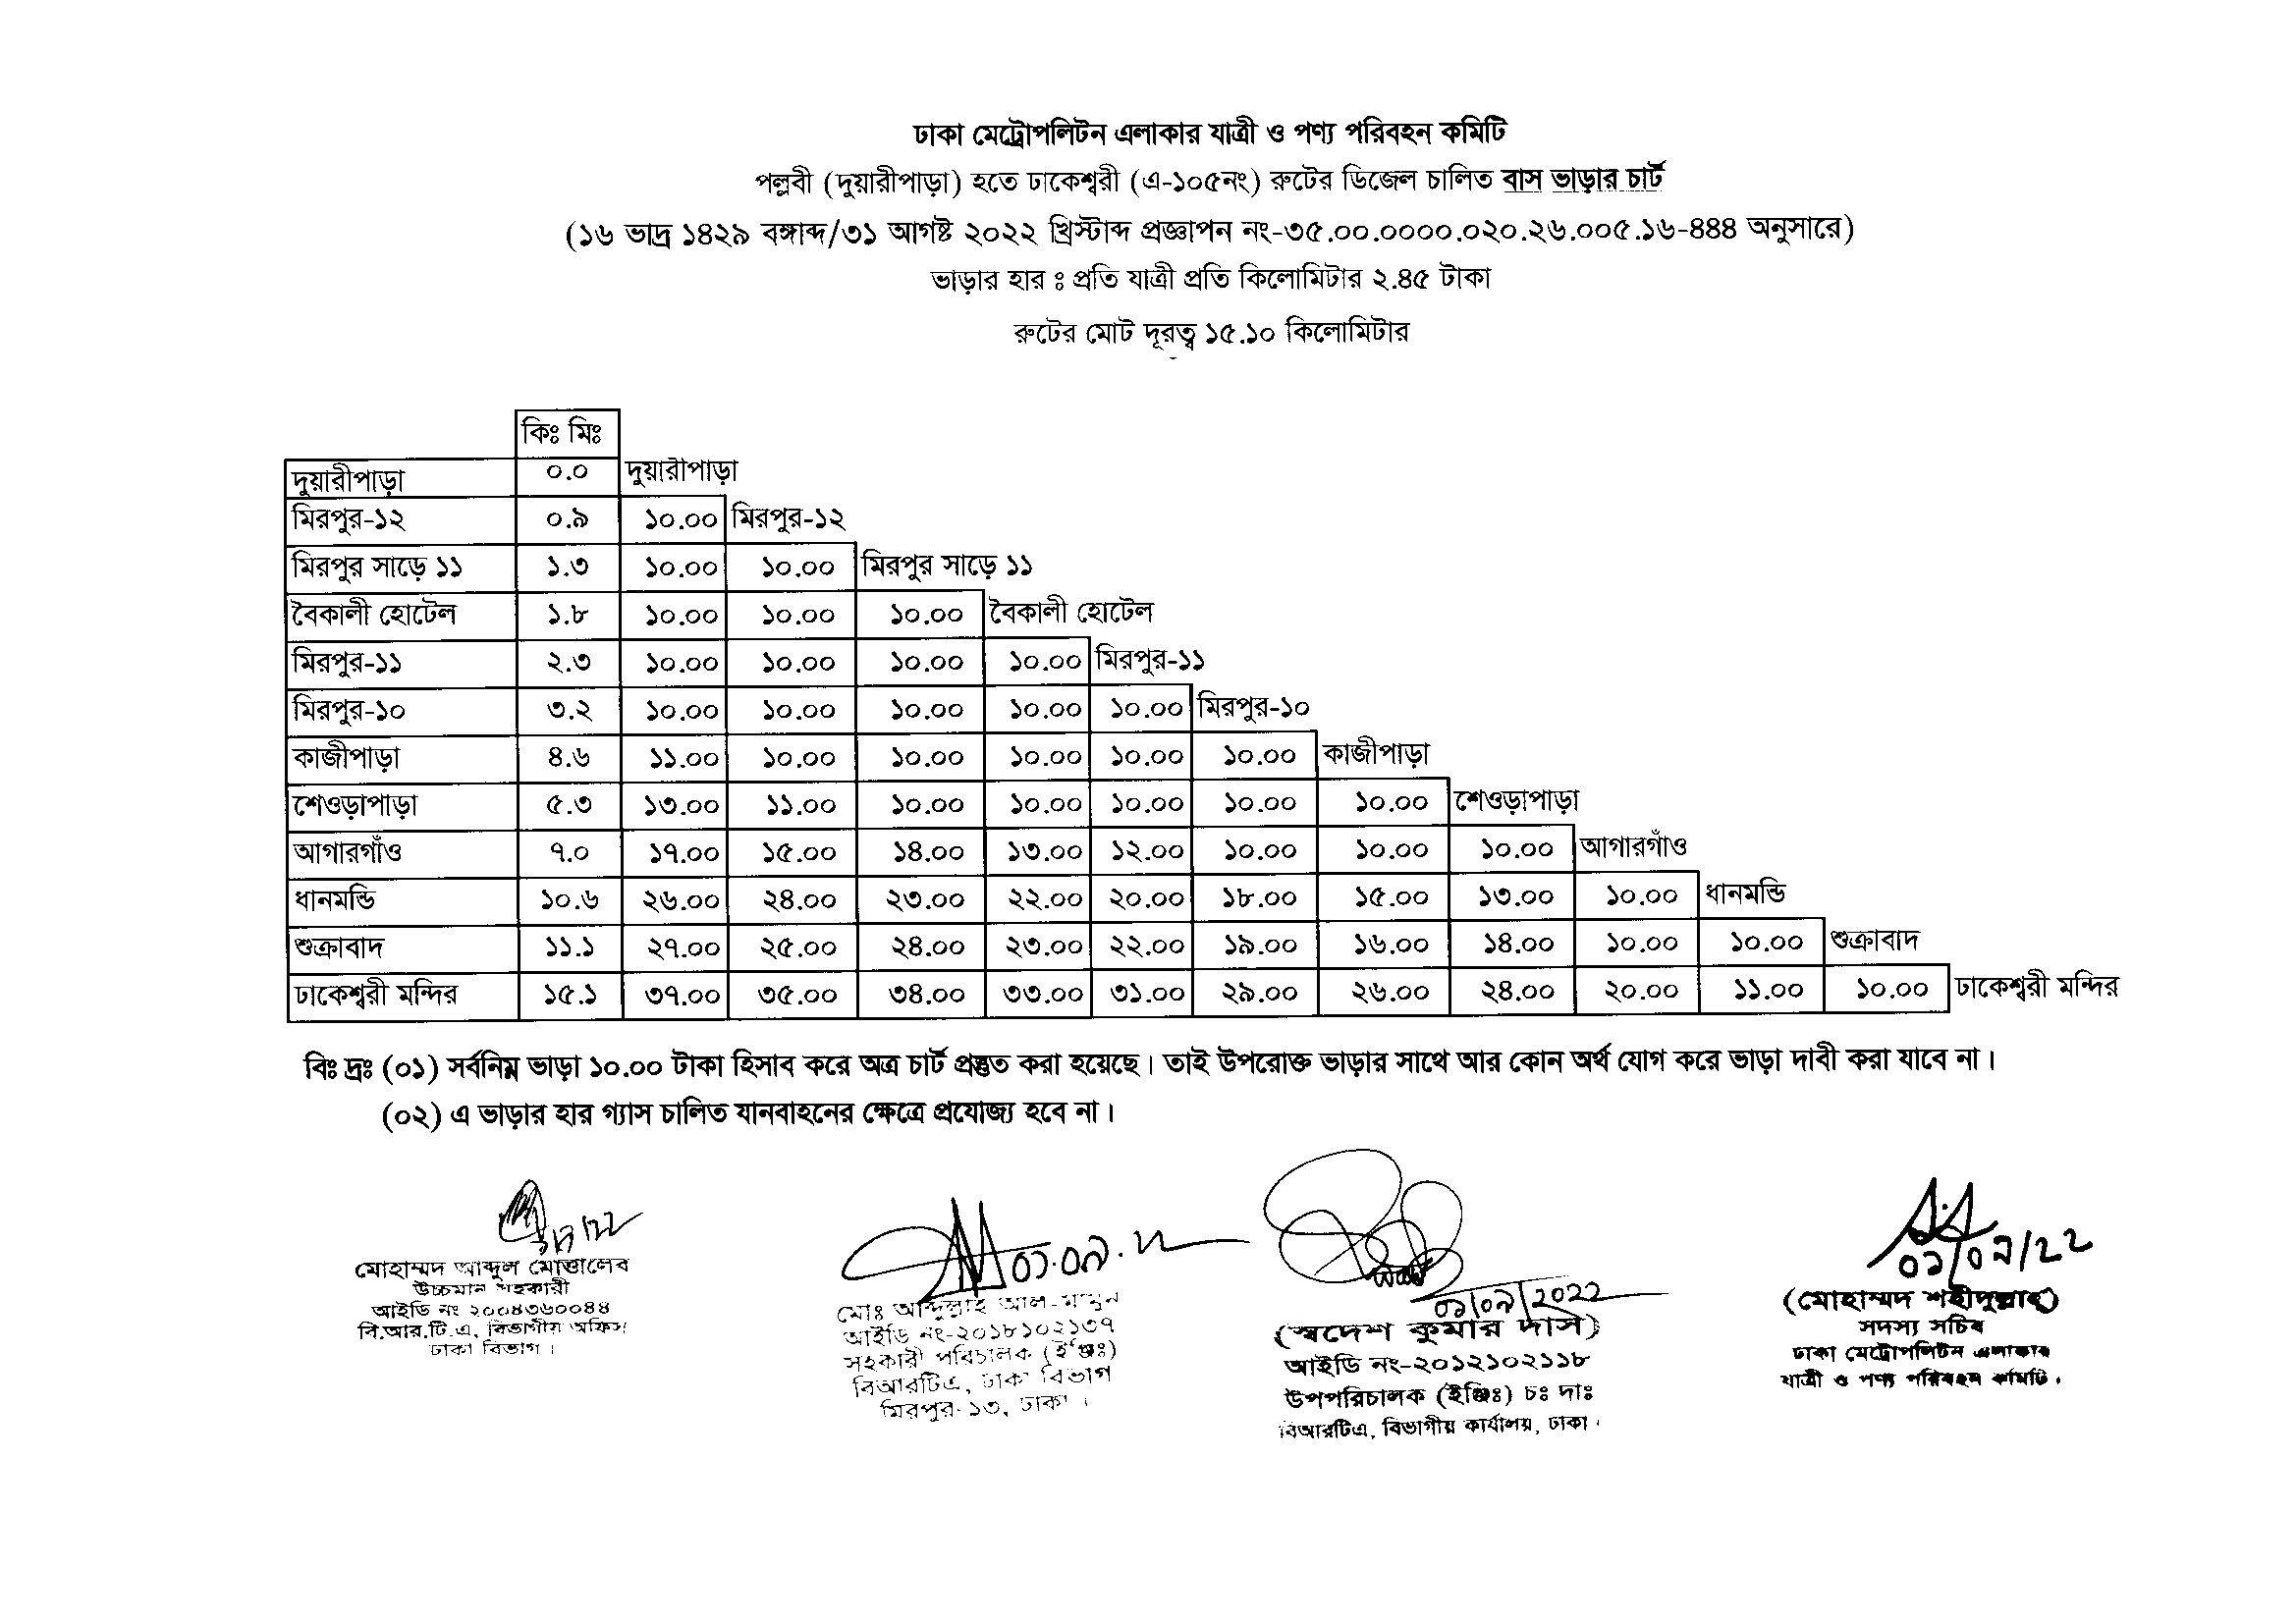 ঢাকা মেট্রোপলিটন এলাকার যাত্রী ও পণ্য পরিবহন কমিটি
পল্লবী (দুয়ারীপাড়া) হতে ঢাকেশ্বরী (এ-১০৫নং) রুটের ডিজেল চালিত বাস ভাড়ার চার্ট
(১৬ ভাদ্র ১৪২৯ বঙ্গাব্দ/৩১ আগষ্ট ২০২২ খ্রিস্টাব্দ প্রজ্ঞাপন নং-৩৫.০০.০০০০.০২০.২৬.০০৫.১৬-৪৪৪ অনুসারে)
ভাড়ার হার ঃ প্রতি যাত্রী প্রতি কিলোমিটার ২.৪৫ টাকা
রুটের মোট দূরত্ব ১৫.১০ কিলোমিটার
কিঃ মিঃ
দুয়ারীপাড়া ০.০ দুয়ারীপাড়া
মিরপুর-১২ ০.৯ ১০.০০ মিরপুর-১২
মিরপুর সাড়ে ১১ ১.৩ ১০.০০ ১০.০০ মিরপুর সাড়ে ১১
বৈকালী হোটেল ১.৮ ১০.০০ ১০.০০ ১০.০০ বৈকালী হোটেল
মিরপুর-১১ ২.৩ ১০.০০ ১০.০০ ১০.০০ ১০.০০ মিরপুর-১১
মিরপুর-১০ ৩.২ ১০.০০ ১০.০০ ১০.০০ ১০.০০ ১০.০০ মিরপুর-১০
কাজীপাড়া ৪.৬ ১১.০০ ১০.০০ ১০.০০ ১০.০০ ১০.০০ ১০.০০ কাজীপাড়া
শেওড়াপাড়া ৫.৩ ১৩.০০ ১১.০০ ১০.০০ ১০.০০ ১০.০০ ১০.০০ ১০.০০ শেওড়াপাড়া
আগারগাঁও ৭.০ ১৭.০০ ১৫.০০ ১৪.০০ ১৩.০০ ১২.০০ ১০.০০ ১০.০০ ১০.০০ আগারগাঁও
ধানমন্ডি ১০.৬ ২৬.০০ ২৪.০০ ২৩.০০ ২২.০০ ২০.০০ ১৮.০০ ১৫.০০ ১৩.০০ ১০.০০ ধানমন্ডি
শুক্রাবাদ ১১.১ ২৭.০০ ২৫.০০ ২৪.০০ ২৩.০০ ২২.০০ ১৯.০০ ১৬.০০ ১৪.০০ ১০.০০ ১০.০০ শুক্রাবাদ
ঢাকেশ্বরী মন্দির ১৫.১ ৩৭.০০ ৩৫.০০ ৩৪.০০ ৩৩.০০ ৩১.০০ ২৯.০০ ২৬.০০ ২৪.০০ ২০.০০ ১১.০০ ১০.০০ ঢাকেশ্বরী মন্দির
বিঃ দ্রঃ (০১) সর্বনিম্ন ভাড়া ১০.০০ টাকা হিসাব করে অত্র চার্ট প্রস্তুত করা হয়েছে। তাই উপরোক্ত ভাড়ার সাথে আর কোন অর্থ যোগ করে ভাড়া দাবী করা যাবে না।
(০২) এ ভাড়ার হার গ্যাস চালিত যানবাহনের ক্ষেত্রে প্রযোজ্য হবে না।
মোহাম্মদ আব্দুল মোত্তালেব
উচ্চমান সহকারী
আইডি নং ২০০৪৩৬০০৪৪
বি.আর.টি.এ, বিভাগীয় অফিস
ঢাকা বিভাগ।
০১.০৯.২২
মোঃ আব্দুল্লাহ আল-মামুন
আইডি নং-২০১৮১০২১৩৭
সহকারী পরিচালক (ইঞ্জিঃ)
বিআরটিএ, ঢাকা বিভাগ
মিরপুর-১৩, ঢাকা।
০১/০৯/2022
(স্বদেশ কুমার দাস)
আইডি নং-২০১২১০২১১৮
উপপরিচালক (ইঞ্জিঃ) চঃ দাঃ
বিআরটিএ, বিভাগীয় কার্যালয়, ঢাকা।
০১/০৯/২২
(মোহাম্মদ শহীদুল্লাহ)
সদস্য সচিব
ঢাকা মেট্রোপলিটন এলাকার
যাত্রী ও পণ্য পরিবহন কমিটি।